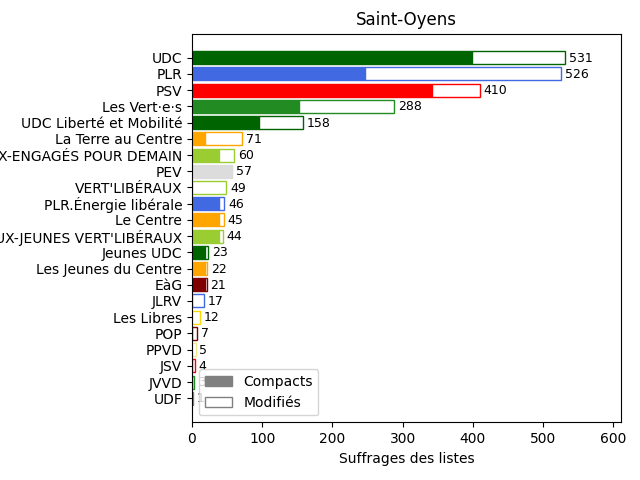 Saint-Oyens
UDC 531
PLR 526
PSV 410
Les Vert·e·s 288
UDC Liberté et Mobilité 158
La Terre au Centre 71
X-ENGAGÉS POUR DEMAIN 60
PEV 57
VERT'LIBÉRAUX 49
PLR.Énergie libérale 46
Le Centre 45
UX-JEUNES VERT'LIBÉRAUX 44
Jeunes UDC 23
Les Jeunes du Centre 22
EàG 21
JLRV 17
Les Libres 12
POP 7
PPVD 5
JSV 4
JVVD
UDF
Compacts
Modifiés
0 100 200 300 400 500 600
Suffrages des listes